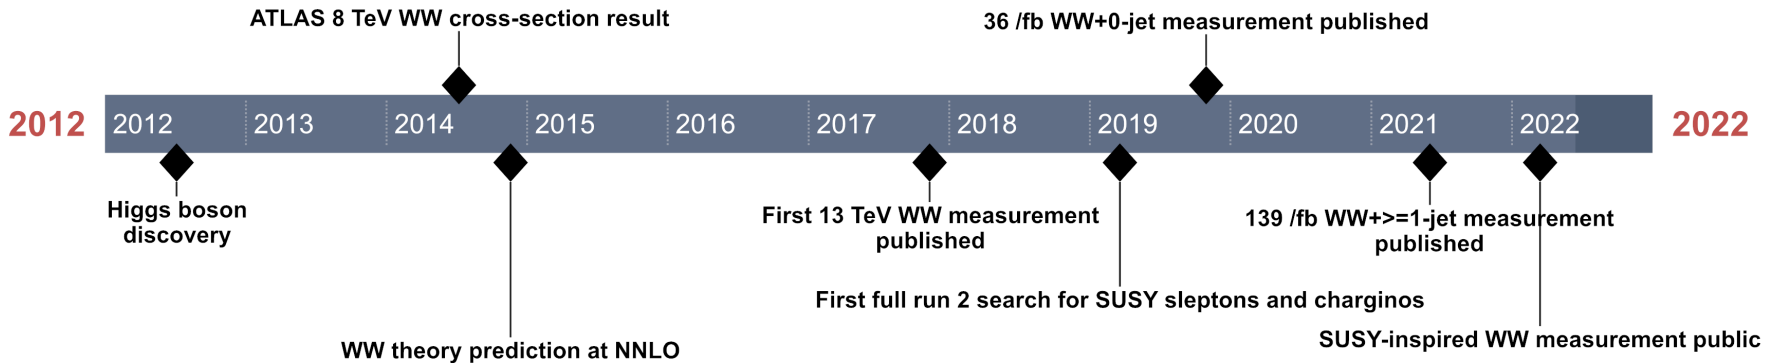 ATLAS 8 TeV WW cross-section result
36 /fb WW+0-jet measurement published
2012
2012
2013
2014
2015
2016
2017
2018
2019
2020
2021
2022
2022
Higgs boson
discovery
First 13 TeV WW measurement
published
139 /fb WW+>=1-jet measurement
published
First full run 2 search for SUSY sleptons and charginos
WW theory prediction at NNLO
SUSY-inspired WW measurement public